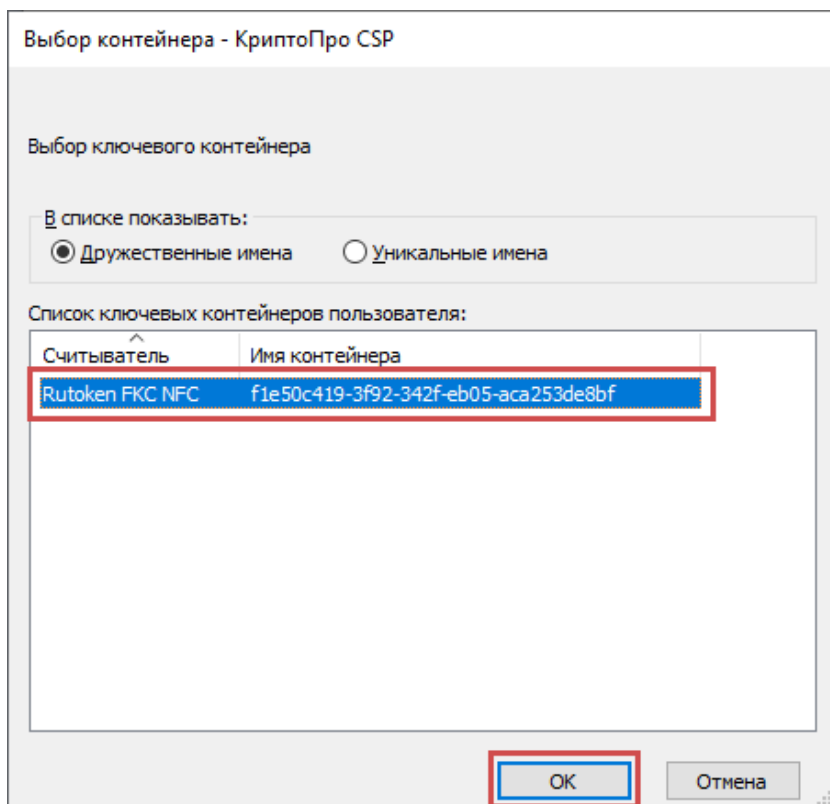 Выбор контейнера - КриптоПро CSP
Выбор ключевого контейнера
В списке показывать:
Дружественные имена Уникальные имена
Список ключевых контейнеров пользователя:
Считыватель Имя контейнера
Rutoken FKC NFC f1e50c419-3f92-342f-eb05-aca253de8bf
ОК Отмена